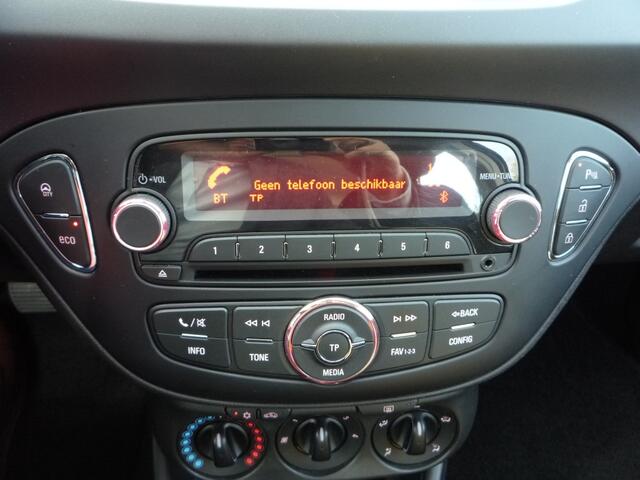 VOL
MENU-TUNE
Geen telefoon beschikbaar
BT TP
CITY
eco
P
1 2 3 4 5 6
RADIO
TP
MEDIA
INFO
TONE
FAV 1-2-3
BACK
CONFIG